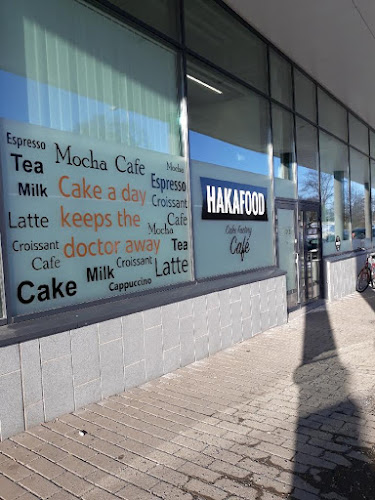 Espresso
Tea Mocha Cafe Mocha
Milk Cake a day Espresso
Croissant
Latte keeps the Cafe
Mocha
Croissant doctor away Tea
Cafe Milk Croissant Latte
Cake Cappuccino
HAKAFOOD
Cake Factory
Café